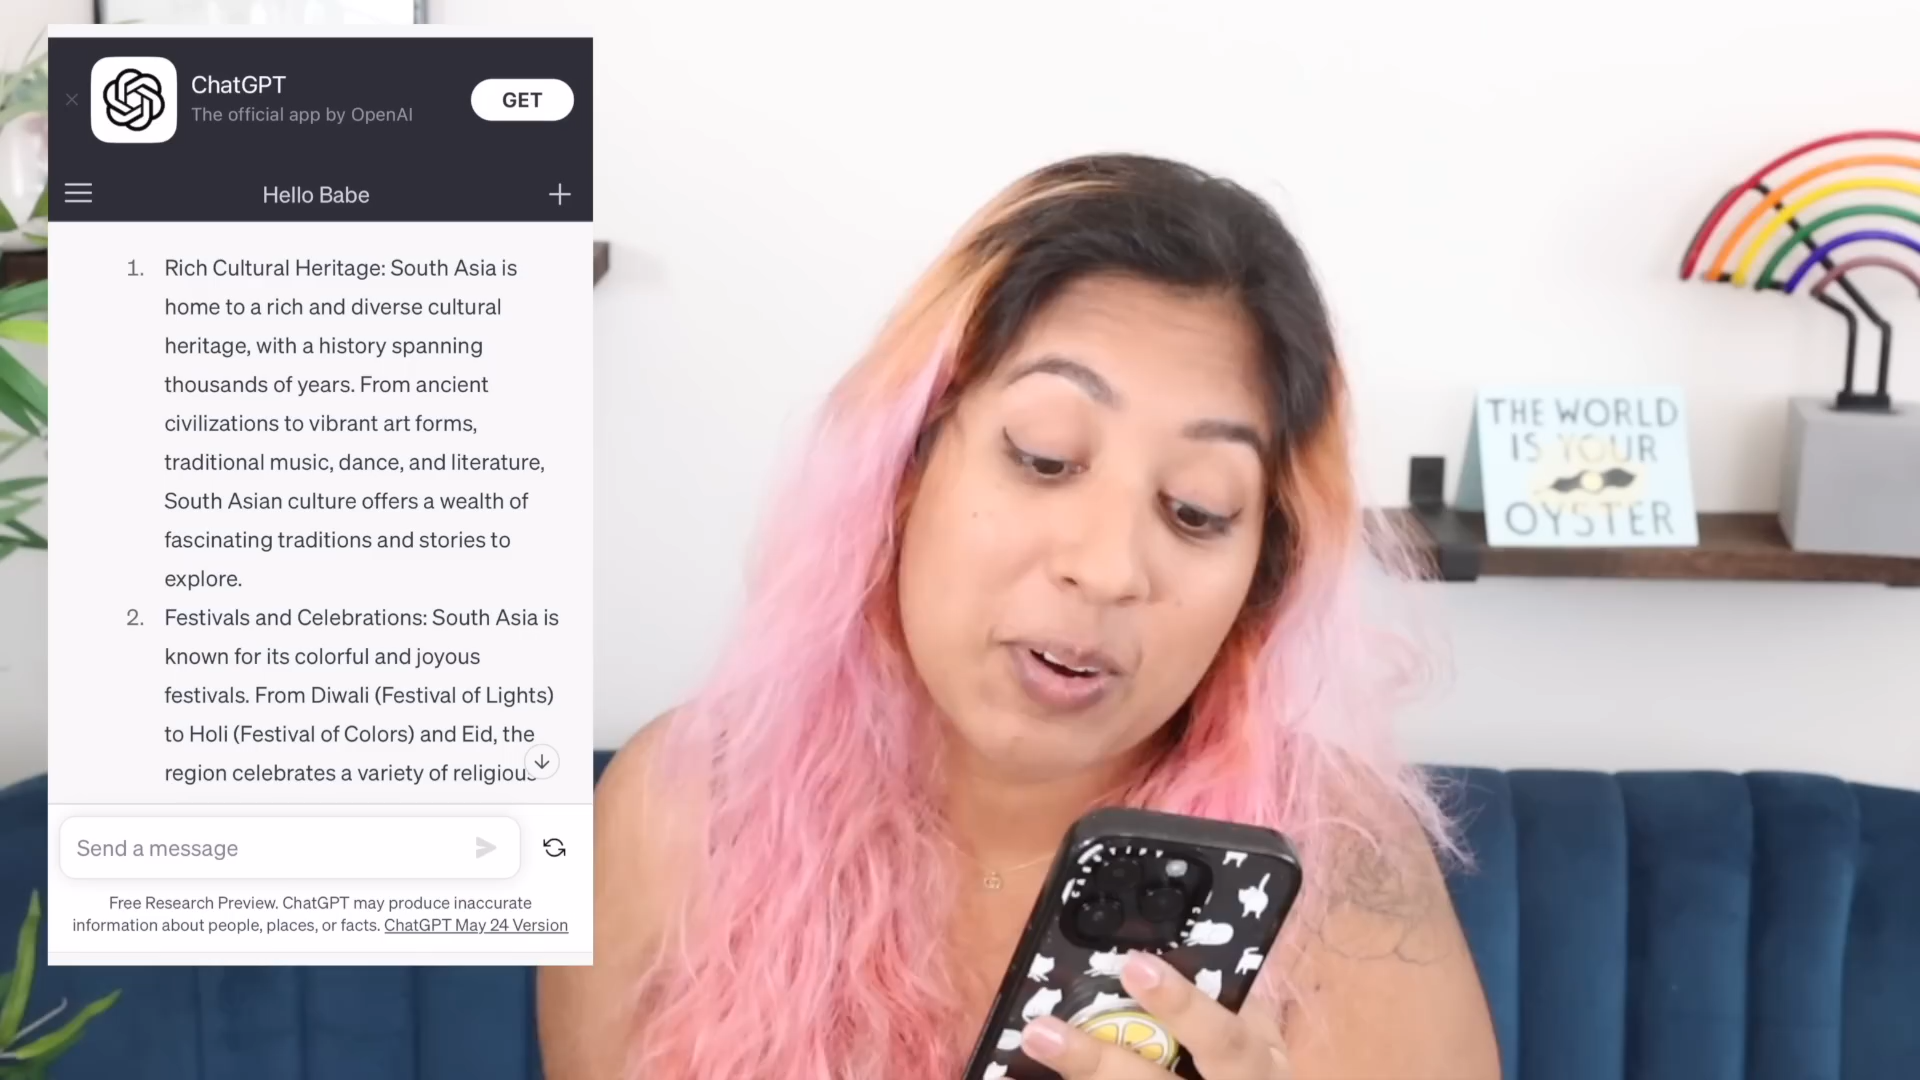 ChatGPT
The official app by OpenAI
GET
Hello Babe
1. Rich Cultural Heritage: South Asia is
home to a rich and diverse cultural
heritage, with a history spanning
thousands of years. From ancient
civilizations to vibrant art forms,
traditional music, dance, and literature,
South Asian culture offers a wealth of
fascinating traditions and stories to
explore.
2. Festivals and Celebrations: South Asia is
known for its colorful and joyous
festivals. From Diwali (Festival of Lights)
to Holi (Festival of Colors) and Eid, the
region celebrates a variety of religious
Send a message
Free Research Preview. ChatGPT may produce inaccurate
information about people, places, or facts. ChatGPT May 24 Version
THE WORLD
IS YOUR
OYSTER